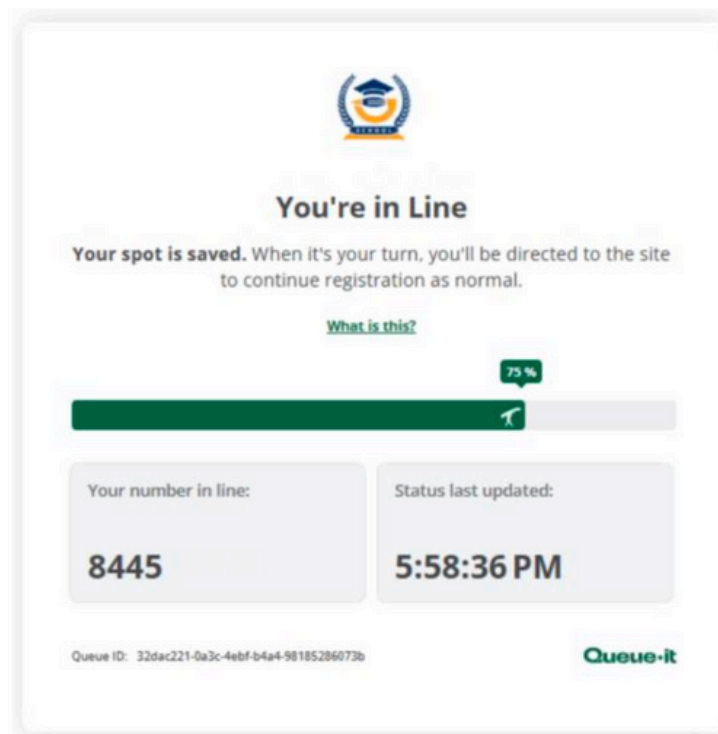 SCHOOL
You're in Line
Your spot is saved. When it's your turn, you'll be directed to the site
to continue registration as normal.
What is this?
75 %
Your number in line:
Status last updated:
8445
5:58:36 PM
Queue ID: 32dac221-0a3c-4ebf-b4a4-98185286073b
Queue-it